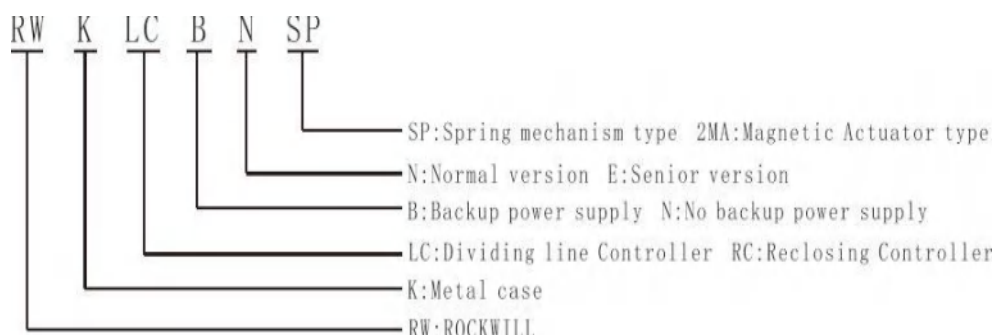 RW K LC B N SP
SP:Spring mechanism type 2MA:Magnetic Actuator type
N:Normal version E:Senior version
B:Backup power supply N:No backup power supply
LC:Dividing line Controller RC:Reclosing Controller
K:Metal case
RW:ROCKWILL